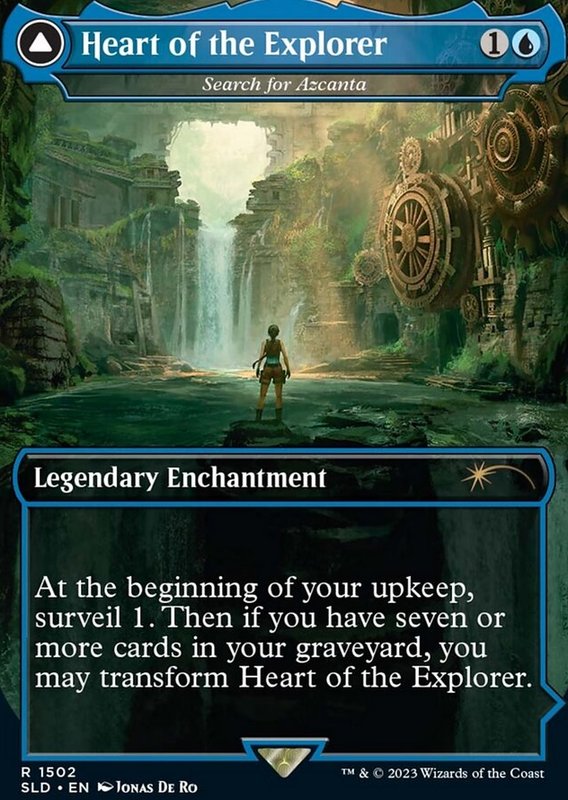 Heart of the Explorer 1
Search for Azcanta
Legendary Enchantment
At the beginning of your upkeep,
surveil 1. Then if you have seven or
more cards in your graveyard, you
may transform Heart of the Explorer.
R 1502
SLD • EN Jonas De Ro
™ & © 2023 Wizards of the Coast